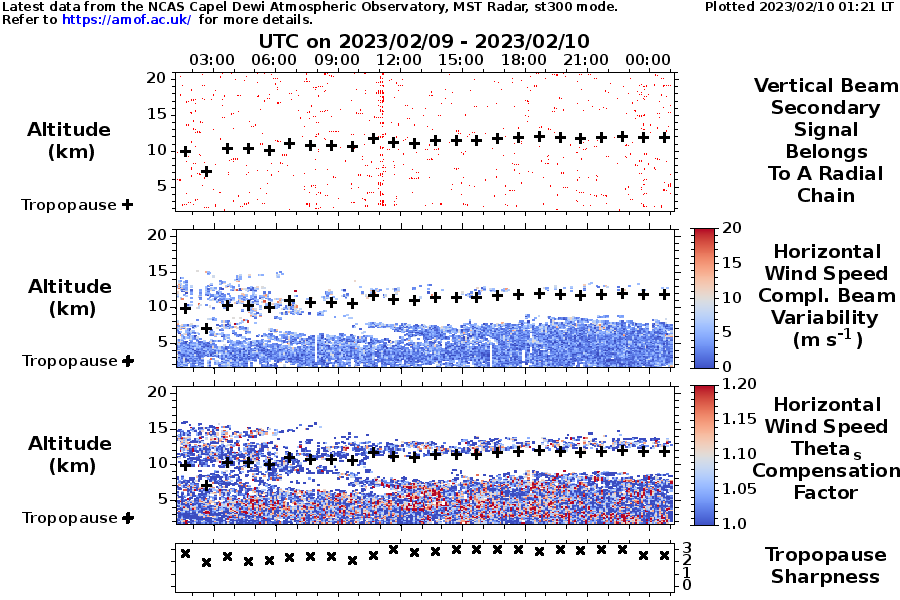 Latest data from the NCAS Capel Dewi Atmospheric Observatory, MST Radar, st300 mode.
Plotted 2023/02/10 01:21 LT
Refer to https://amof.ac.uk/ for more details.
UTC on 2023/02/09 - 2023/02/10
03:00 06:00 09:00 12:00 15:00 18:00 21:00 00:00
20
15
10
5
Altitude
(km)
Tropopause +
Vertical Beam
Secondary
Signal
Belongs
To A Radial
Chain
20
15
10
5
Altitude
(km)
Tropopause +
20
15
10
5
0
Horizontal
Wind Speed
Compl. Beam
Variability
(m s-1)
20
15
10
5
Altitude
(km)
Tropopause +
1.20
1.15
1.10
1.05
1.0
Horizontal
Wind Speed
Theta s
Compensation
Factor
3
2
1
0
Tropopause
Sharpness